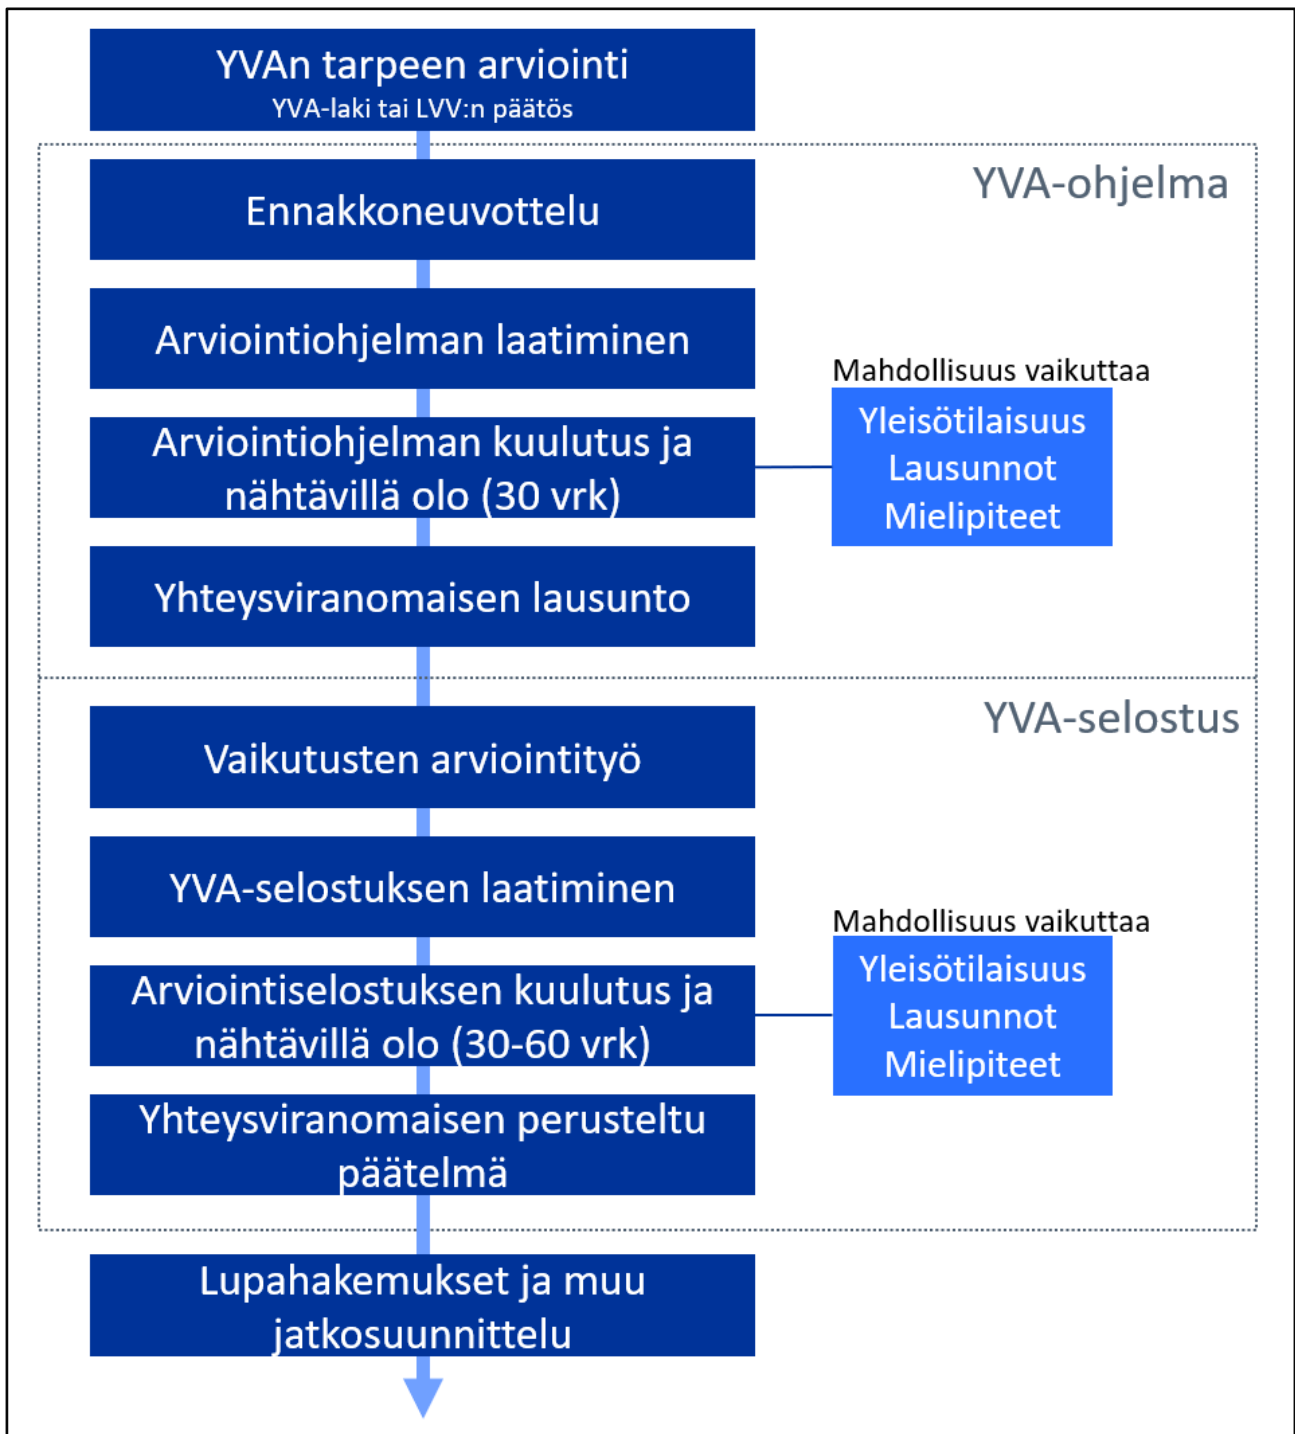 YVAn tarpeen arviointi
YVA-laki tai LVV:n päätös
YVA-ohjelma
Ennakkoneuvottelu
Arviointiohjelman laatiminen
Arviointiohjelman kuulutus ja
nähtävillä olo (30 vrk)
Mahdollisuus vaikuttaa
Yleisötilaisuus
Lausunnot
Mielipiteet
Yhteysviranomaisen lausunto
YVA-selostus
Vaikutusten arviointityö
YVA-selostuksen laatiminen
Arviointiselostuksen kuulutus ja
nähtävillä olo (30-60 vrk)
Mahdollisuus vaikuttaa
Yleisötilaisuus
Lausunnot
Mielipiteet
Yhteysviranomaisen perusteltu
päätelmä
Lupahakemukset ja muu
jatkosuunnittelu